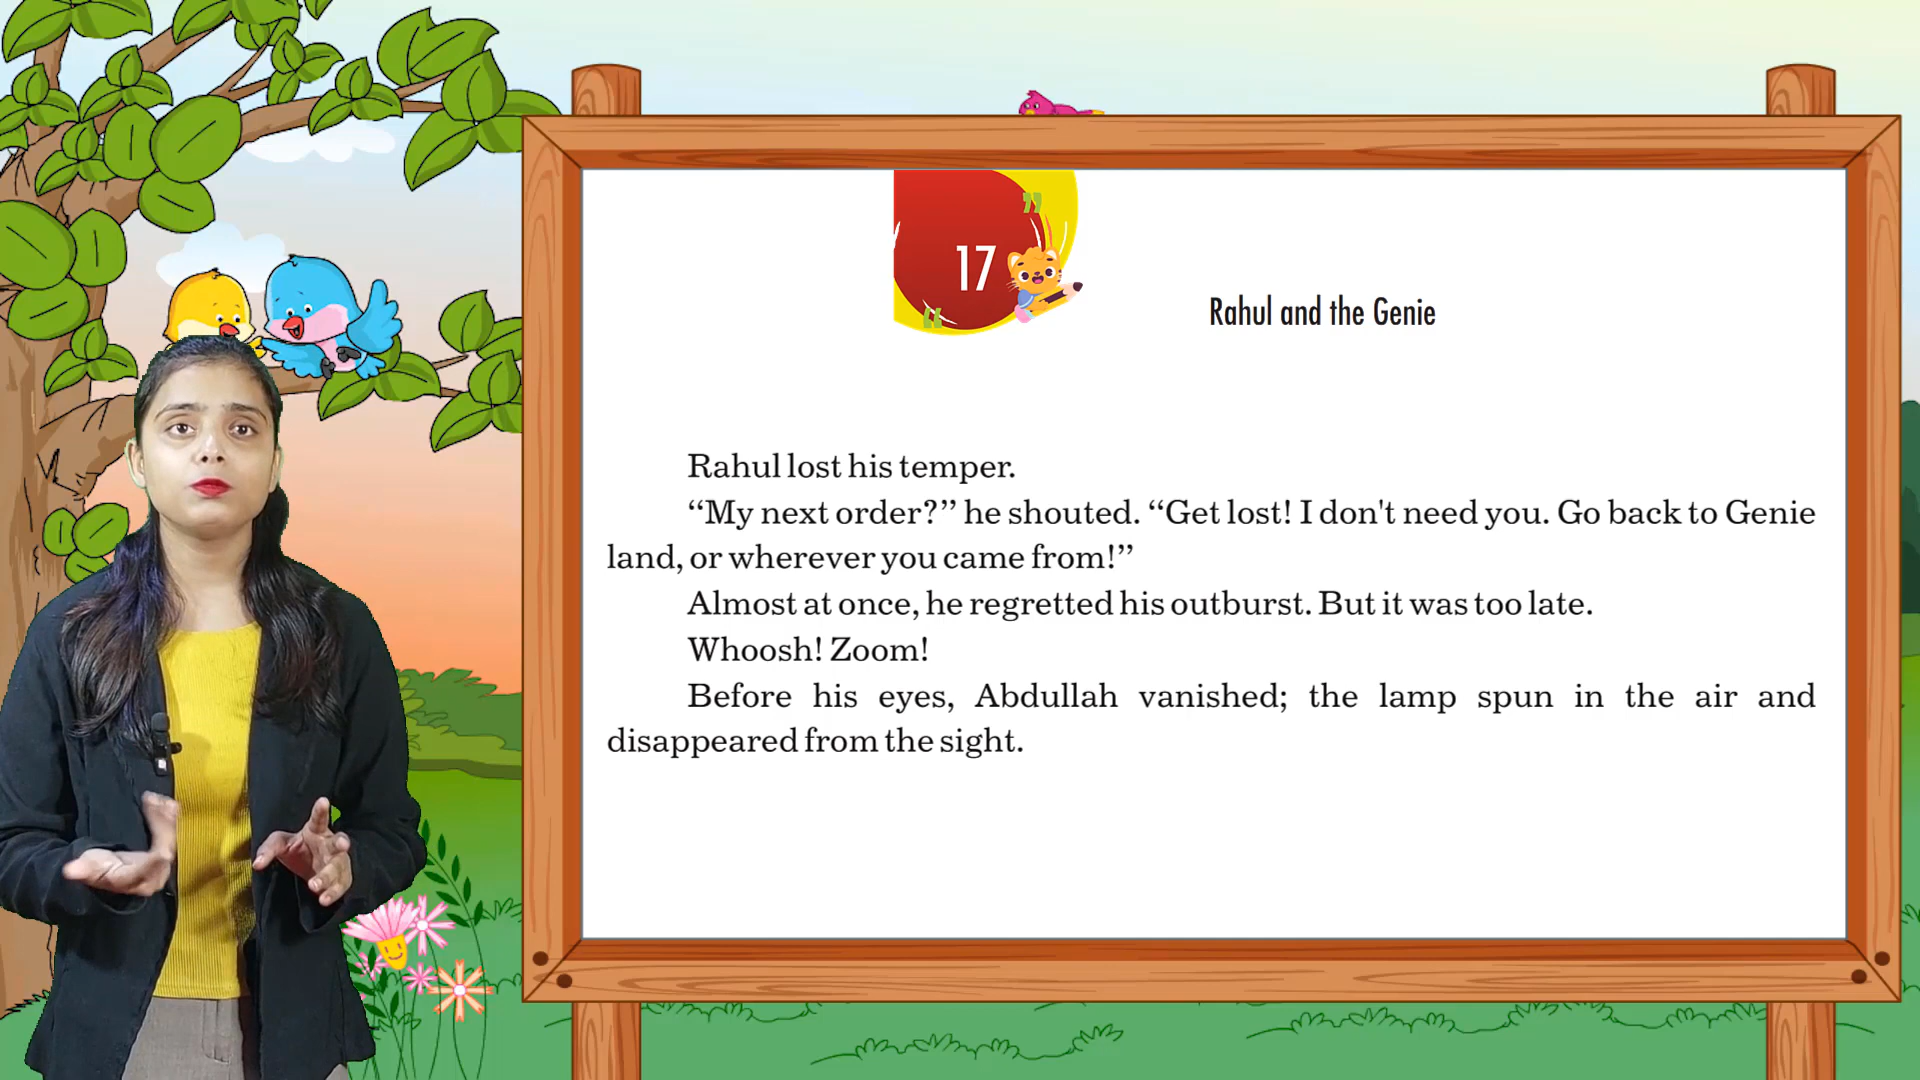 17
Rahul and the Genie
Rahul lost his temper.
“My next order?” he shouted. “Get lost! I don't need you. Go back to Genie
land, or wherever you came from!”
Almost at once, he regretted his outburst. But it was too late.
Whoosh! Zoom!
Before his eyes, Abdullah vanished; the lamp spun in the air and
disappeared from the sight.